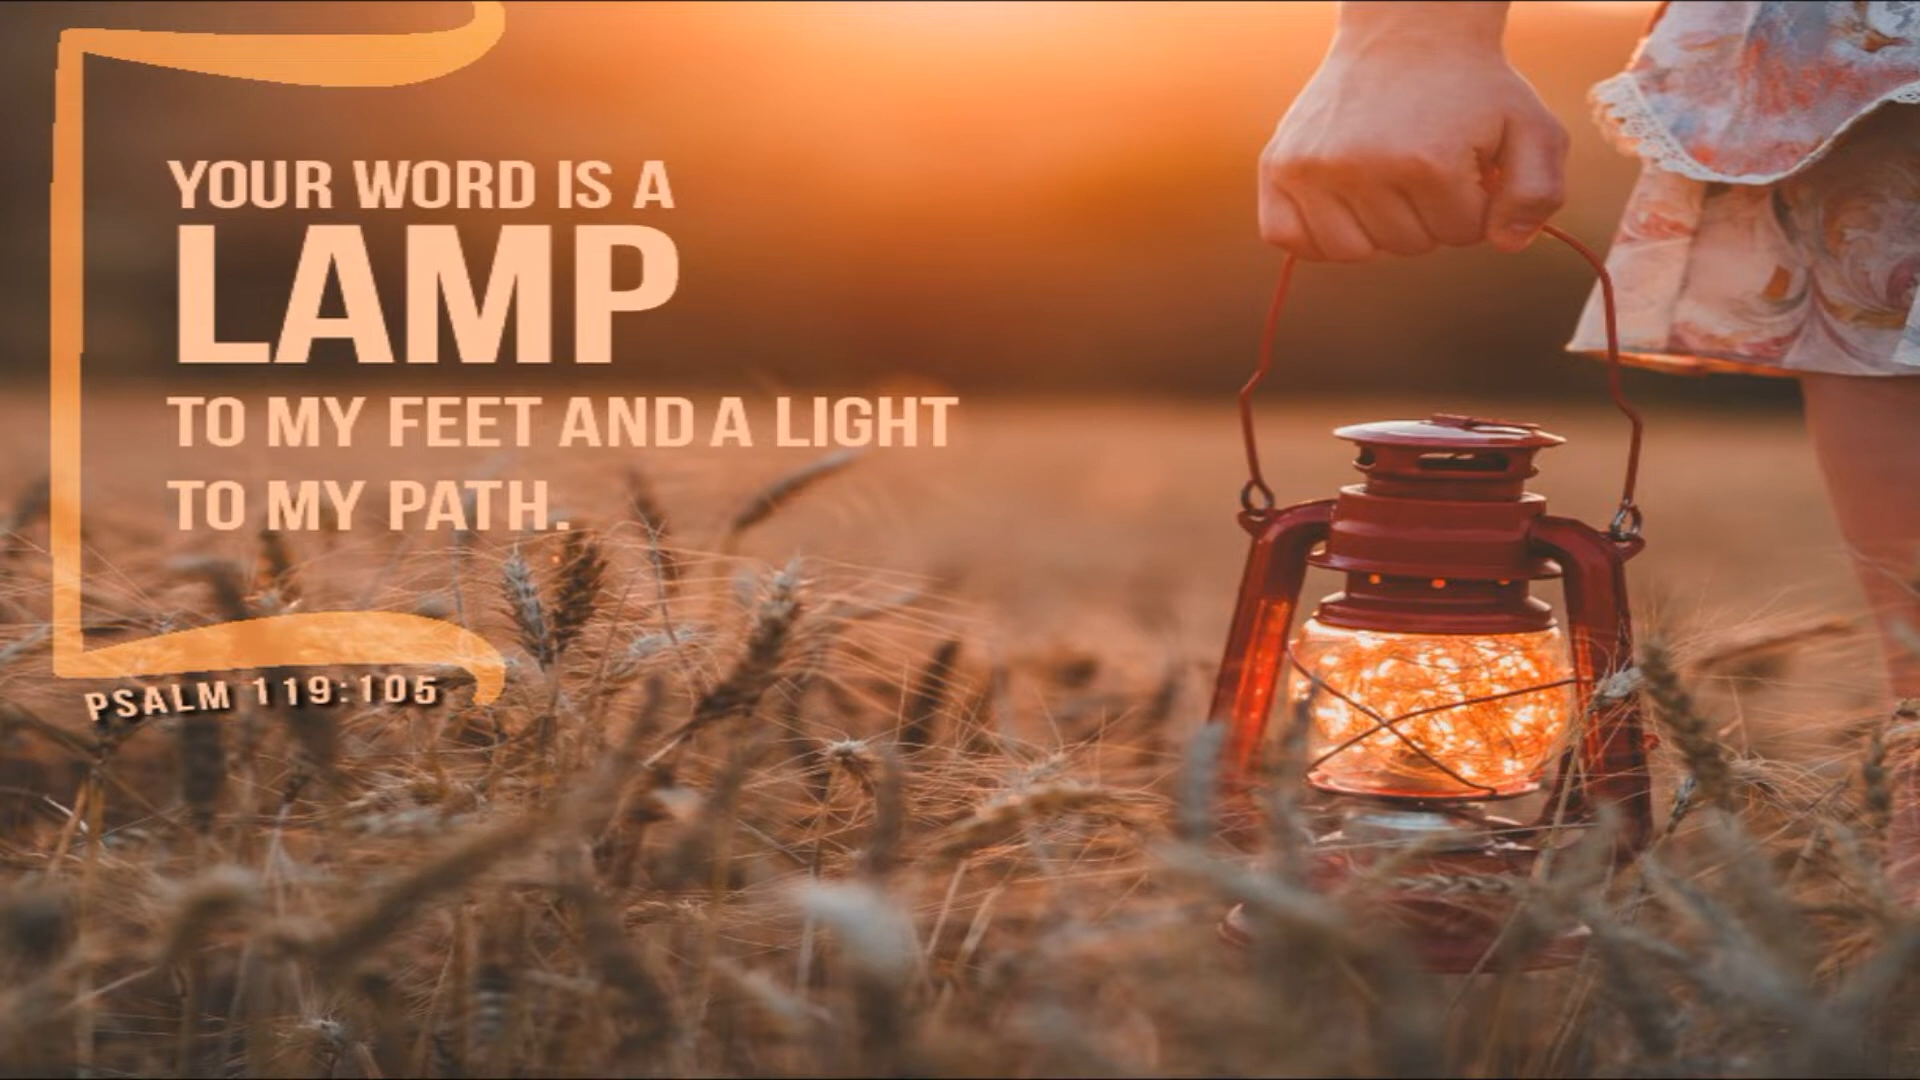 YOUR WORD IS A
LAMP
TO MY FEET AND A LIGHT
TO MY PATH.
PSALM 119:105